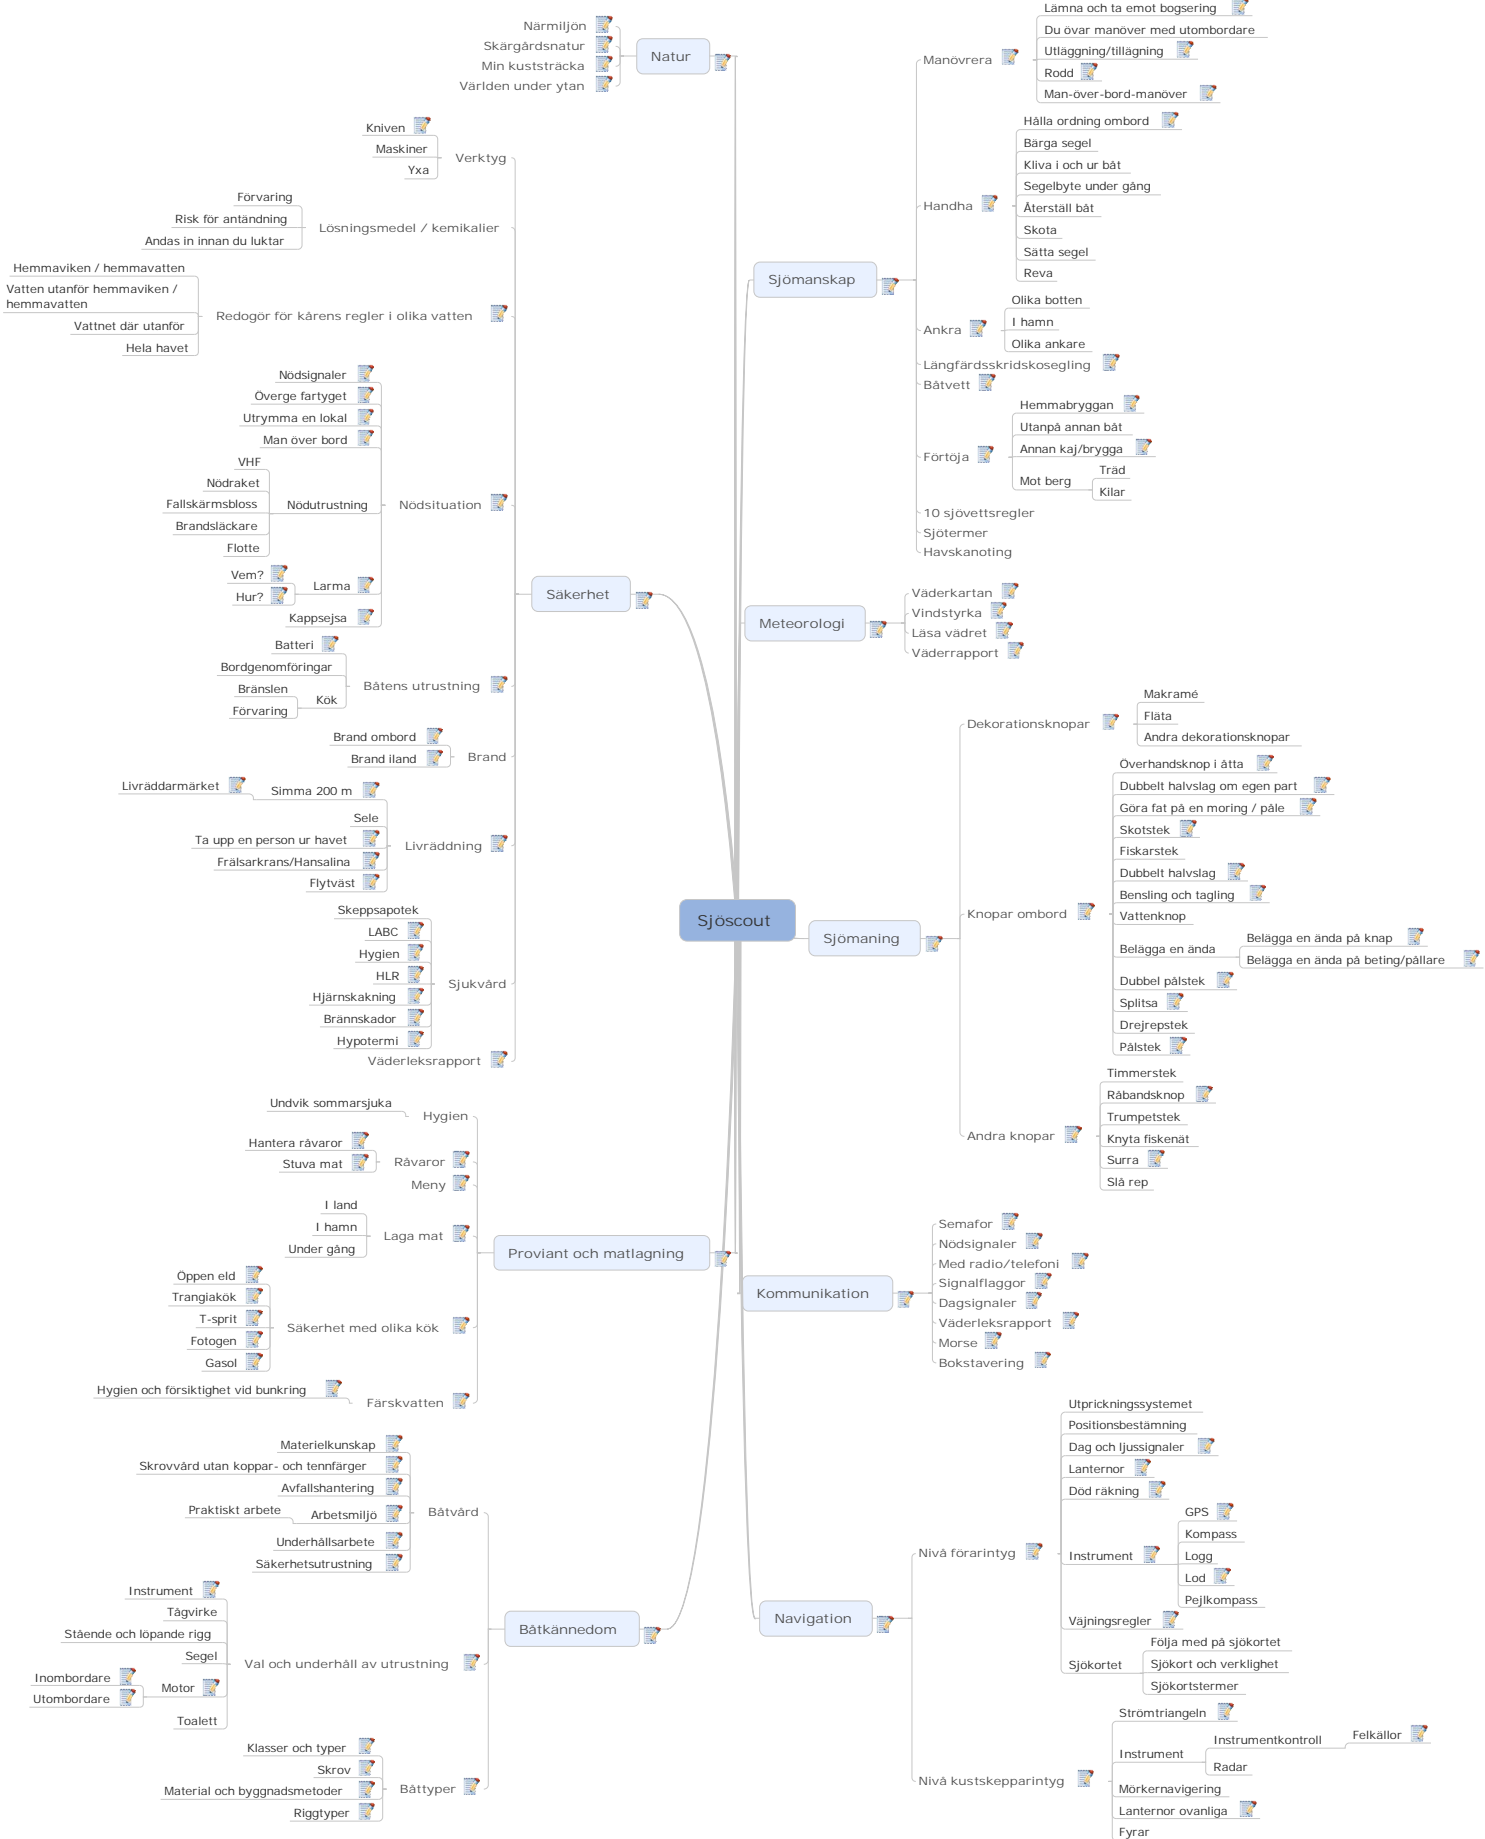 Sjöscout
Natur
Närmiljön
Skärgårdsnatur
Min kuststräcka
Världen under ytan
Säkerhet
Verktyg
Kniven
Maskiner
Yxa
Lösningsmedel / kemikalier
Förvaring
Risk för antändning
Andas in innan du luktar
Redogör för kårens regler i olika vatten
Hemmaviken / hemmavatten
Vatten utanför hemmaviken /
hemmavatten
Vattnet där utanför
Hela havet
Nödsituation
Nödsignaler
Överge fartyget
Utrymma en lokal
Man över bord
Nödutrustning
VHF
Nödraket
Fallskärmsbloss
Brandsläckare
Flotte
Larma
Vem?
Hur?
Kappsejsa
Båtens utrustning
Batteri
Bordgenomföringar
Kök
Bränslen
Förvaring
Brand
Brand ombord
Brand iland
Livräddning
Simma 200 m
Livräddarmärket
Sele
Ta upp en person ur havet
Frälsarkrans/Hansalina
Flytväst
Sjukvård
Skeppsapotek
LABC
Hygien
HLR
Hjärnskakning
Brännskador
Hypotermi
Väderleksrapport
Proviant och matlagning
Hygien
Undvik sommarsjuka
Råvaror
Hantera råvaror
Stuva mat
Meny
Laga mat
I land
I hamn
Under gång
Säkerhet med olika kök
Öppen eld
Trangiakök
T-sprit
Fotogen
Gasol
Färskvatten
Hygien och försiktighet vid bunkring
Båtkännedom
Båtvård
Materielkunskap
Skrovvård utan koppar- och tennfärger
Avfallshantering
Arbetsmiljö
Praktiskt arbete
Underhållsarbete
Säkerhetsutrustning
Val och underhåll av utrustning
Instrument
Tågvirke
Stående och löpande rigg
Segel
Motor
Inombordare
Utombordare
Toalett
Båttyper
Klasser och typer
Skrov
Material och byggnadsmetoder
Riggtyper
Sjömanskap
Manövrera
Lämna och ta emot bogsering
Du övar manöver med utombordare
Utläggning/tillägning
Rodd
Man-över-bord-manöver
Handha
Hålla ordning ombord
Bärga segel
Kliva i och ur båt
Segelbyte under gång
Återställ båt
Skota
Sätta segel
Reva
Ankra
Olika botten
I hamn
Olika ankare
Längfärdsskridskosegling
Båtvett
Förtöja
Hemmabryggan
Utanpå annan båt
Annan kaj/brygga
Mot berg
Träd
Kilar
10 sjövettsregler
Sjötermer
Havskanoting
Meteorologi
Väderkartan
Vindstyrka
Läsa vädret
Väderrapport
Sjömaning
Dekorationsknopar
Makramé
Fläta
Andra dekorationsknopar
Knopar ombord
Överhandsknop i åtta
Dubbelt halvslag om egen part
Göra fat på en moring / påle
Skotstek
Fiskarstek
Dubbelt halvslag
Bensling och tagling
Vattenknop
Belägga en ända
Belägga en ända på knap
Belägga en ända på beting/pållare
Dubbel pålstek
Splitsa
Drejrepstek
Pålstek
Andra knopar
Timmerstek
Råbandsknop
Trumpetstek
Knyta fiskenät
Surra
Slå rep
Kommunikation
Semafor
Nödsignaler
Med radio/telefoni
Signalflaggor
Dagsignaler
Väderleksrapport
Morse
Bokstavering
Navigation
Nivå förarintyg
Utprickningssystemet
Positionsbestämning
Dag och ljussignaler
Lanternor
Död räkning
Instrument
GPS
Kompass
Logg
Lod
Pejlkompass
Väjningsregler
Sjökortet
Följa med på sjökortet
Sjökort och verklighet
Sjökortstermer
Nivå kustskepparintyg
Strömtriangeln
Instrument
Instrumentkontroll
Felkällor
Radar
Mörkernavigering
Lanternor ovanliga
Fyrar